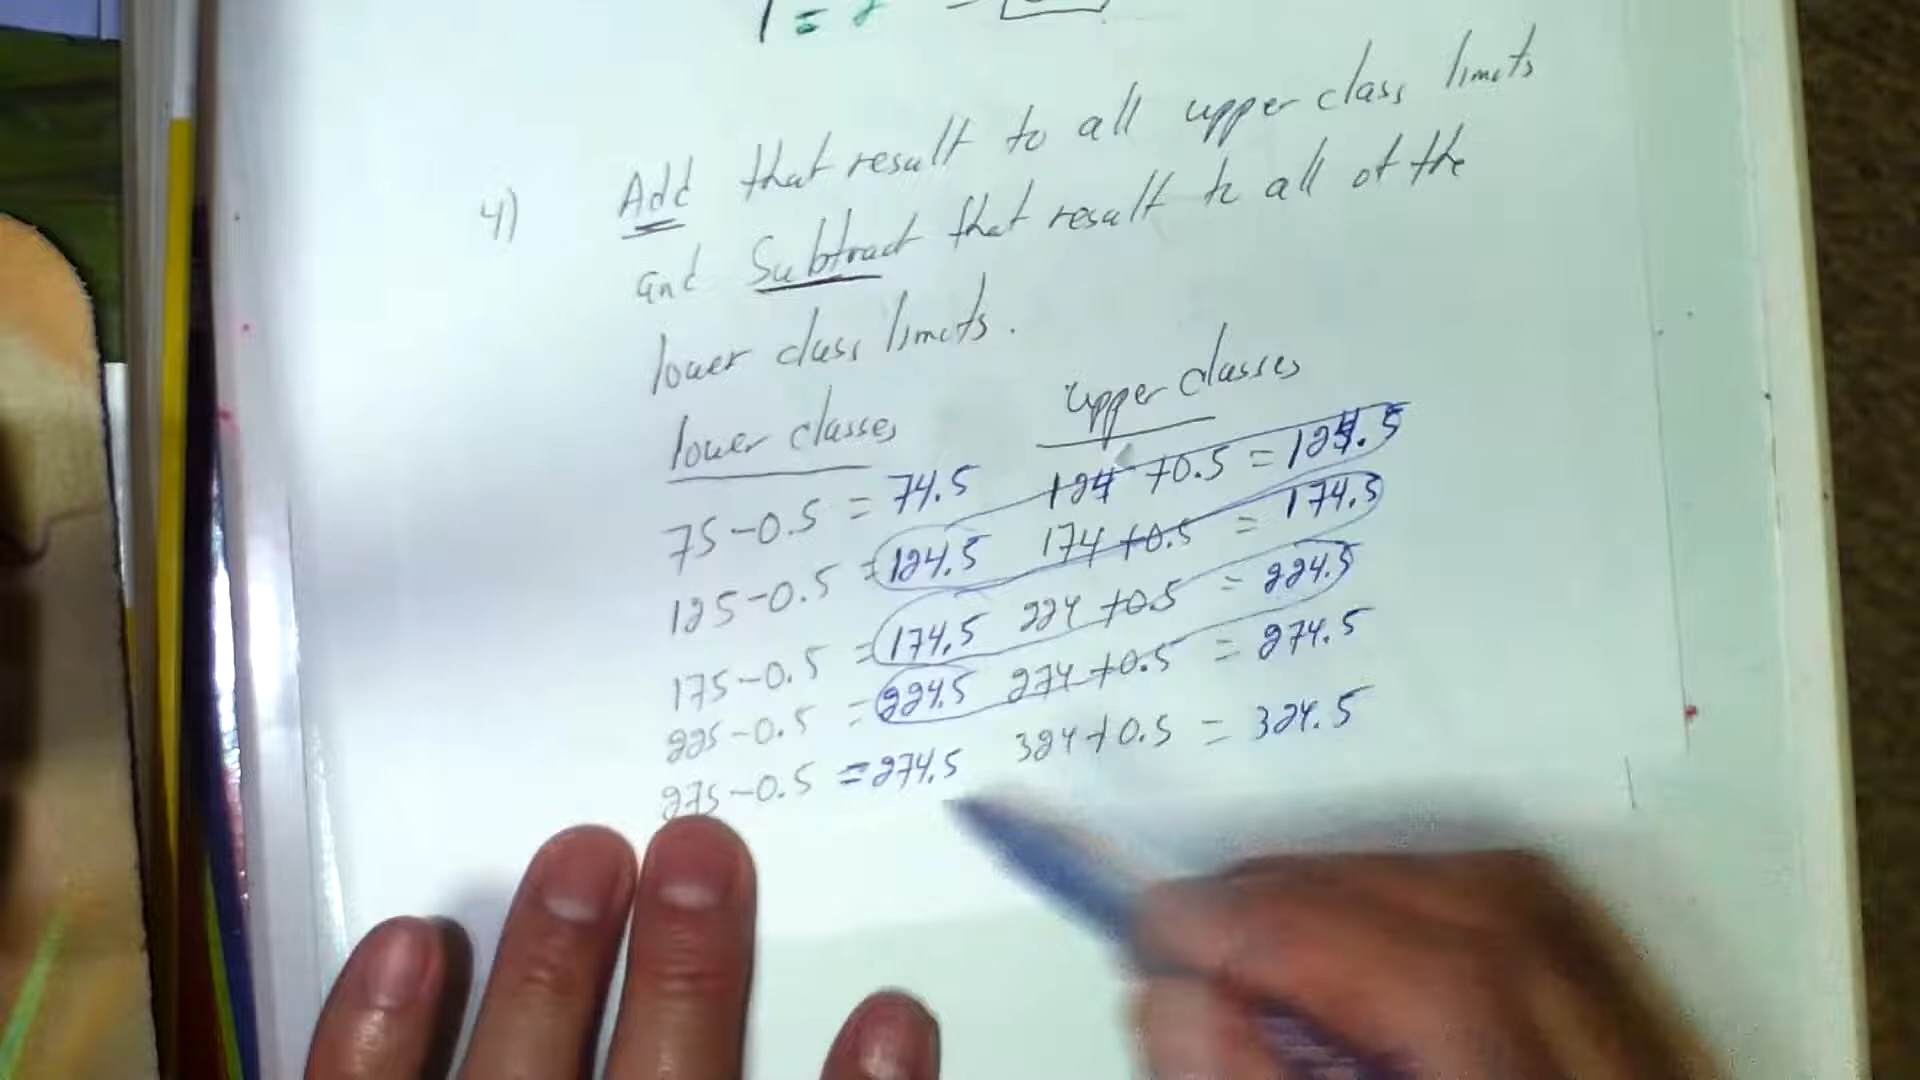 4) Add that result to all upper class limits
and Subtract that result to all of the
lower class limits.
lower classes upper classes
75-0.5 = 74.5 124 +0.5 = 124.5
125-0.5 = 124.5 174 +0.5 = 174.5
175-0.5 = 174.5 224 +0.5 = 224.5
225-0.5 = 224.5 274 +0.5 = 274.5
275-0.5 = 274.5 324+0.5 = 324.5